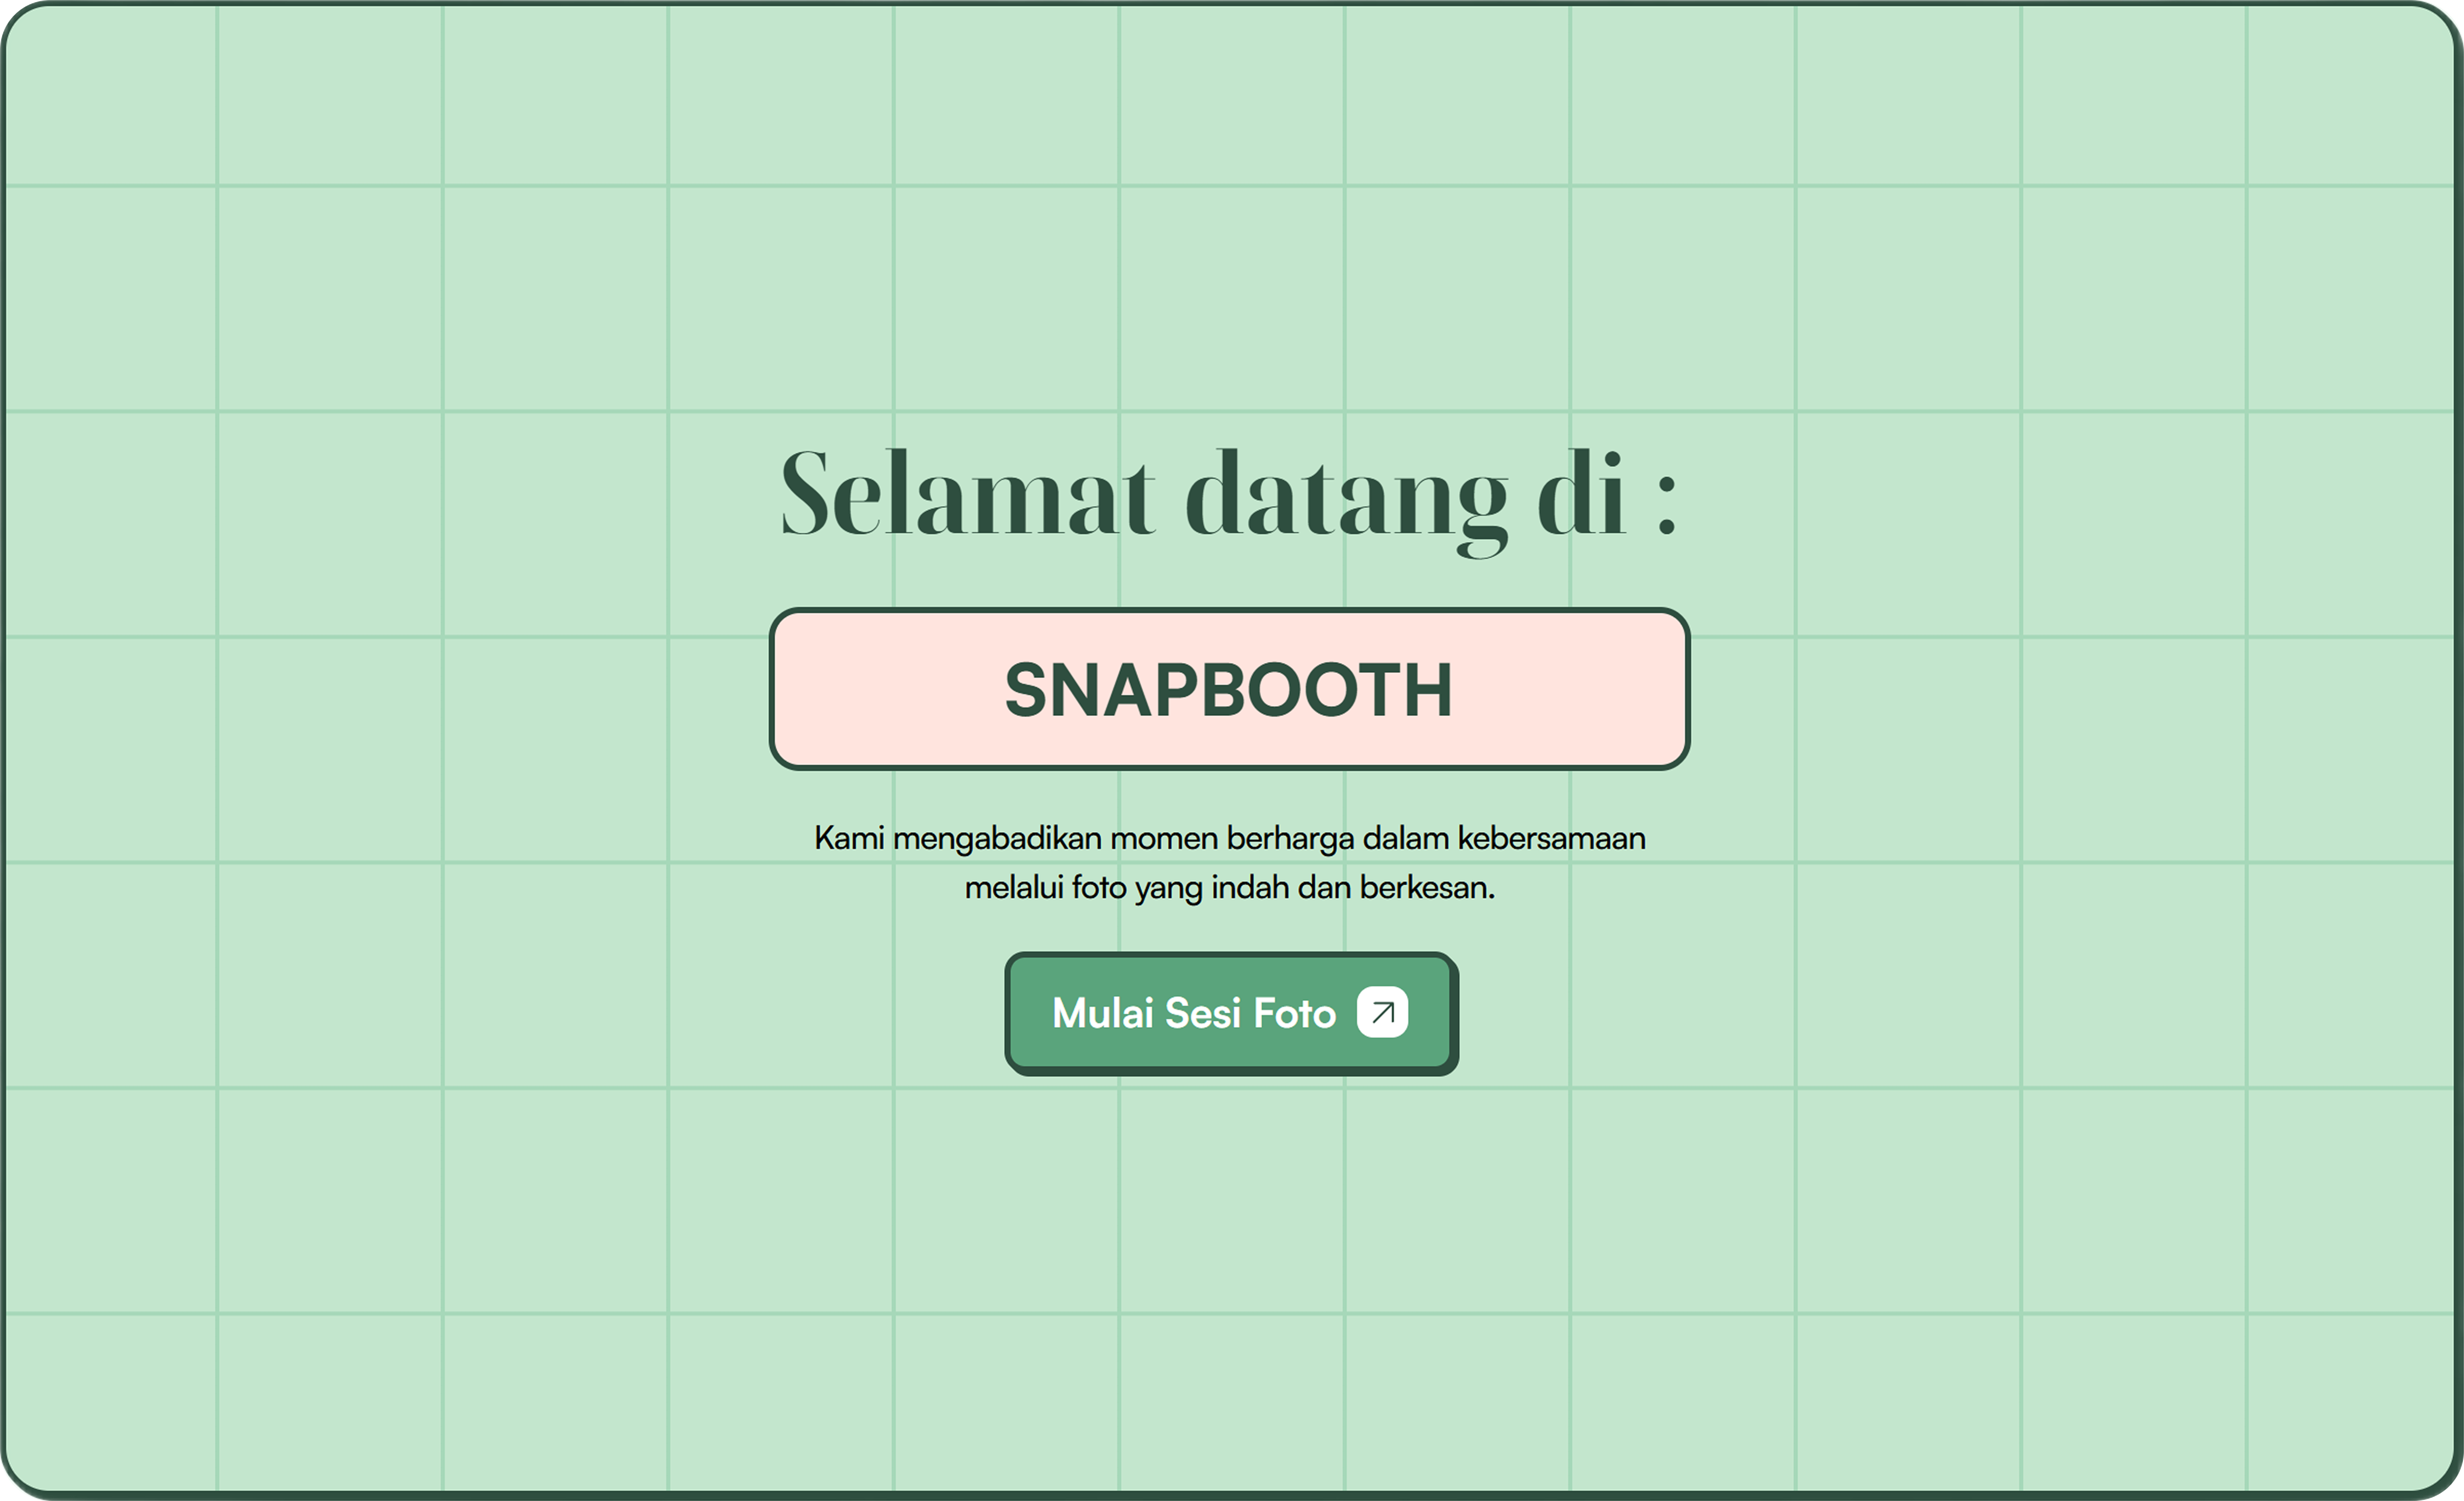 Selamat datang di :
SNAPBOOTH
Kami mengabadikan momen berharga dalam kebersamaan
melalui foto yang indah dan berkesan.
Mulai Sesi Foto